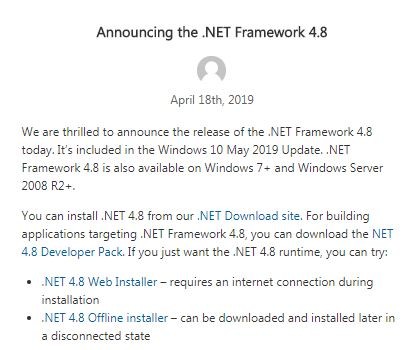 Announcing the .NET Framework 4.8
April 18th, 2019
We are thrilled to announce the release of the .NET Framework 4.8
today. It's included in the Windows 10 May 2019 Update. .NET
Framework 4.8 is also available on Windows 7+ and Windows Server
2008 R2+.
You can install .NET 4.8 from our .NET Download site. For building
applications targeting .NET Framework 4.8, you can download the NET
4.8 Developer Pack. If you just want the .NET 4.8 runtime, you can try:
• .NET 4.8 Web Installer – requires an internet connection during
installation
• .NET 4.8 Offline installer – can be downloaded and installed later in
a disconnected state